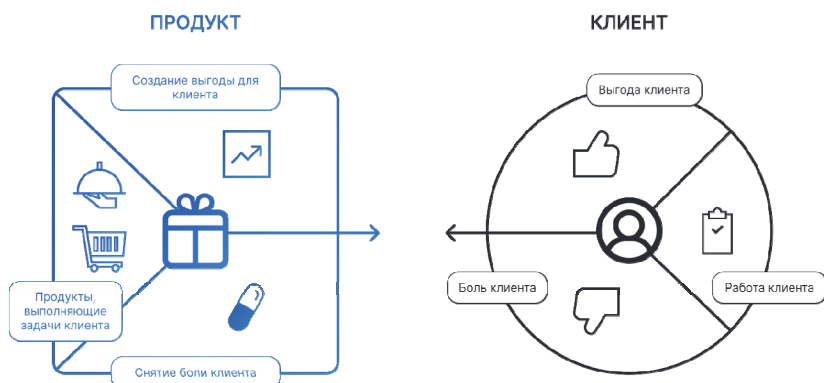 ПРОДУКТ
Создание выгоды для
клиента
Продукты,
выполняющие
задачи клиента
Снятие боли клиента
КЛИЕНТ
Выгода клиента
Боль клиента
Работа клиента